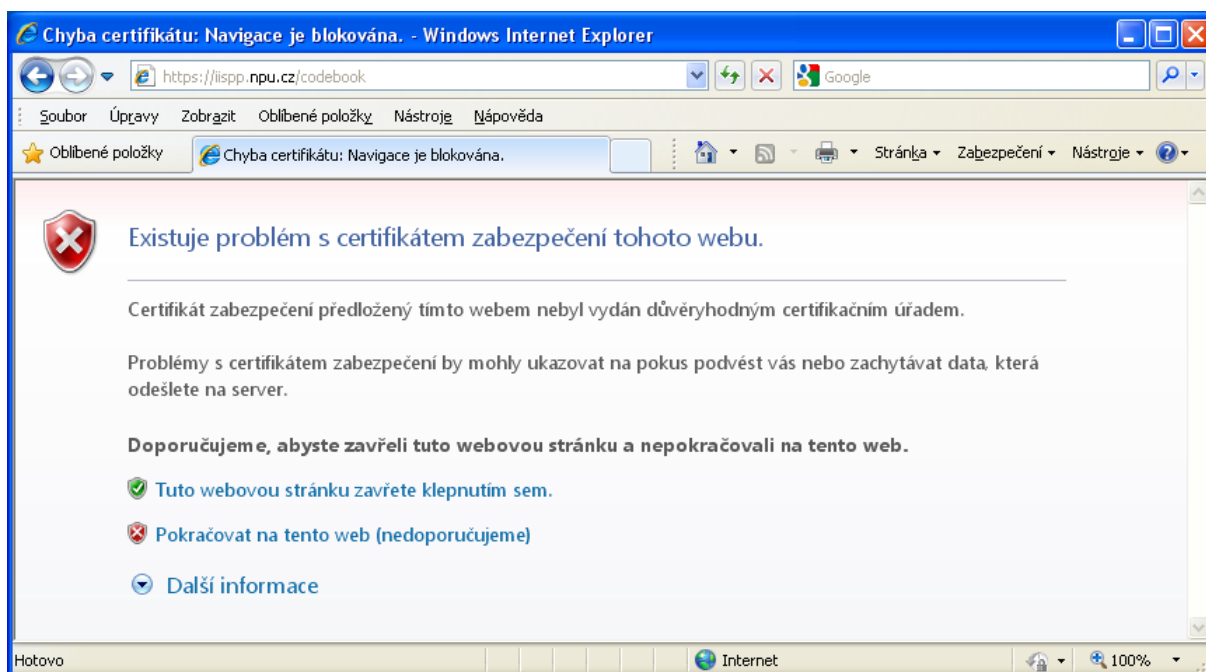 Chyba certifikátu: Navigace je blokována. - Windows Internet Explorer
https://iispp.npu.cz/codebook
Google
Soubor Úpravy Zobrazit Oblíbené položky Nástroje Nápověda
Oblíbené položky Chyba certifikátu: Navigace je blokována. Stránka Zabezpečení Nástroje
Existuje problém s certifikátem zabezpečení tohoto webu.
Certifikát zabezpečení předložený tímto webem nebyl vydán důvěryhodným certifikačním úřadem.
Problémy s certifikátem zabezpečení by mohly ukazovat na pokus podvést vás nebo zachytávat data, která
odešlete na server.
Doporučujeme, abyste zavřeli tuto webovou stránku a nepokračovali na tento web.
Tuto webovou stránku zavřete klepnutím sem.
Pokračovat na tento web (nedoporučujeme)
Další informace
Hotovo Internet 100%